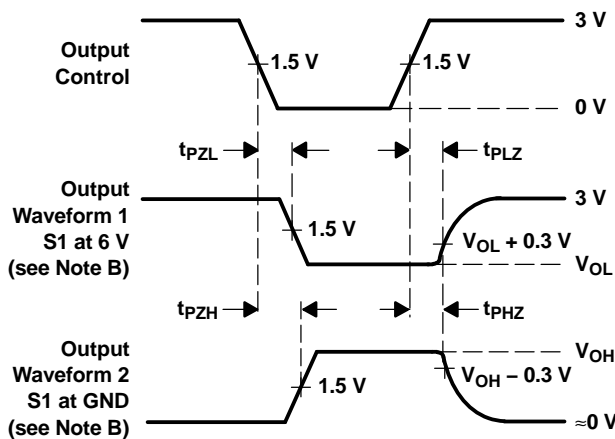 3 V
Output
Control
1.5 V
1.5 V
0 V
tPZL
tPLZ
Output
Waveform 1
S1 at 6 V
(see Note B)
3 V
1.5 V
VOL + 0.3 V
VOL
tPZH
tPHZ
Output
Waveform 2
S1 at GND
(see Note B)
VOH
1.5 V
VOH – 0.3 V
≈0 V